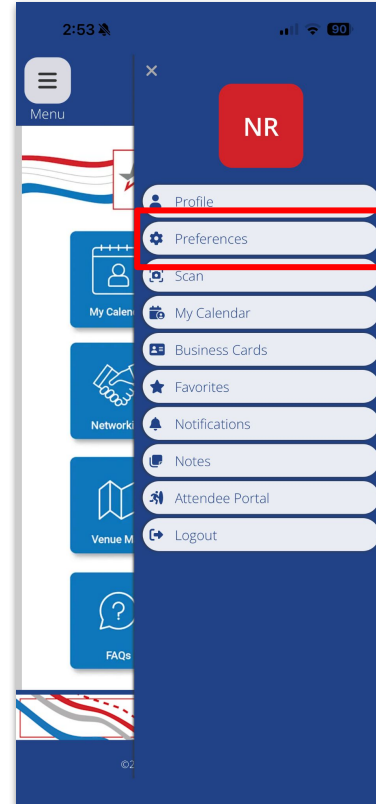 2:53
90
Menu
NR
Profile
Preferences
Scan
My Calendar
Business Cards
Favorites
Notifications
Notes
Attendee Portal
Logout
My Calen
Networki
Venue M
FAQs
©2